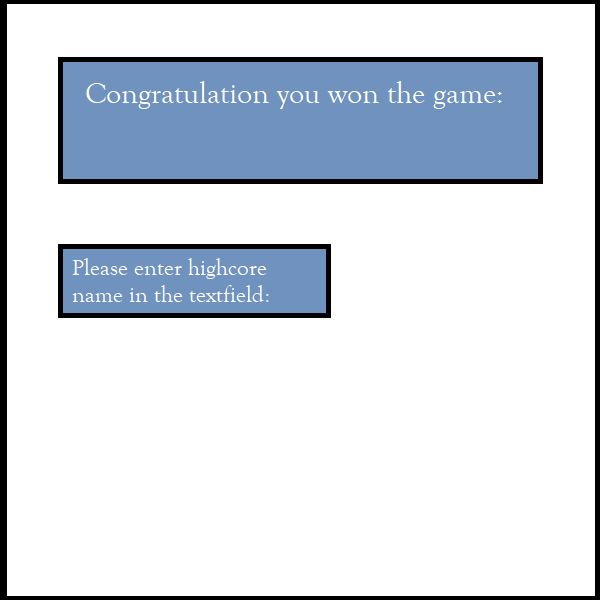 Congratulation you won the game:
Please enter highcore
name in the textfield: